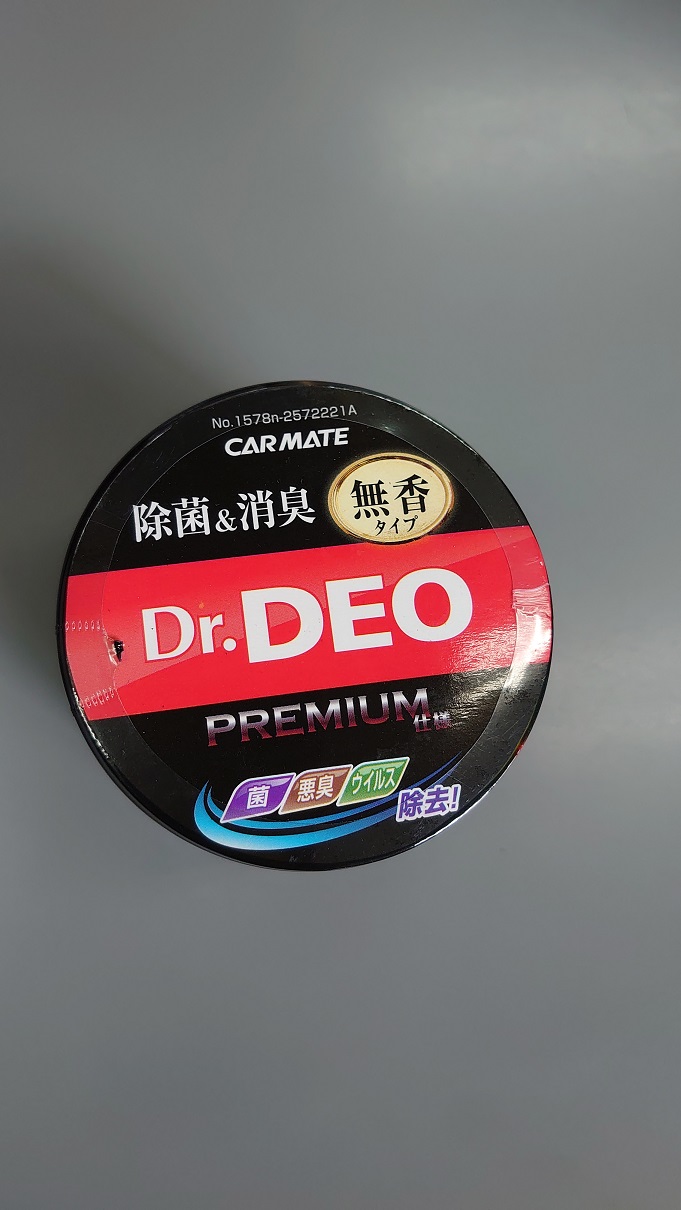 No.1578n-2572221A
CARMATE
除菌&消臭
無香
タイプ
Dr.DEO
PREMIUM仕様
菌 悪臭 ウイルス
除去!